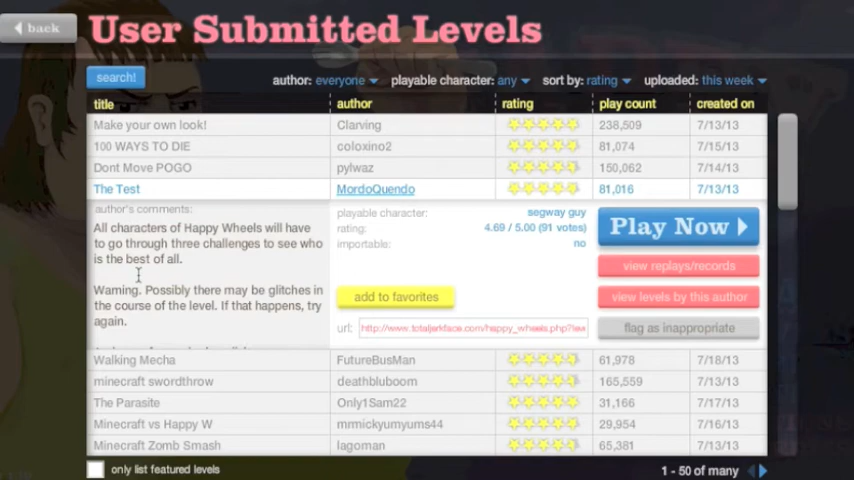 back
User Submitted Levels
search!
author: everyone playable character: any sort by: rating uploaded: this week
title author rating play count created on
Make your own look! Clarving 238,509 7/13/13
100 WAYS TO DIE coloxino2 81,074 7/15/13
Dont Move POGO pylwaz 150,062 7/14/13
The Test MordoQuendo 81,016 7/13/13
author's comments:
All characters of Happy Wheels will have
to go through three challenges to see who
is the best of all.
Warning. Possibly there may be glitches in
the course of the level. If that happens, try
again.
playable character: segway guy
rating: 4.69 / 5.00 (91 votes)
importable: no
add to favorites
url: http://www.totaljerkface.com/happy_wheels.php?
Play Now
view replays/records
view levels by this author
flag as inappropriate
Walking Mecha FutureBusMan 61,978 7/18/13
minecraft swordthrow deathbluboom 165,559 7/13/13
The Parasite Only1Sam22 31,166 7/17/13
Minecraft vs Happy W mrmickyumyums44 29,954 7/16/13
Minecraft Zomb Smash lagoman 65,381 7/13/13
only list featured levels
1 - 50 of many